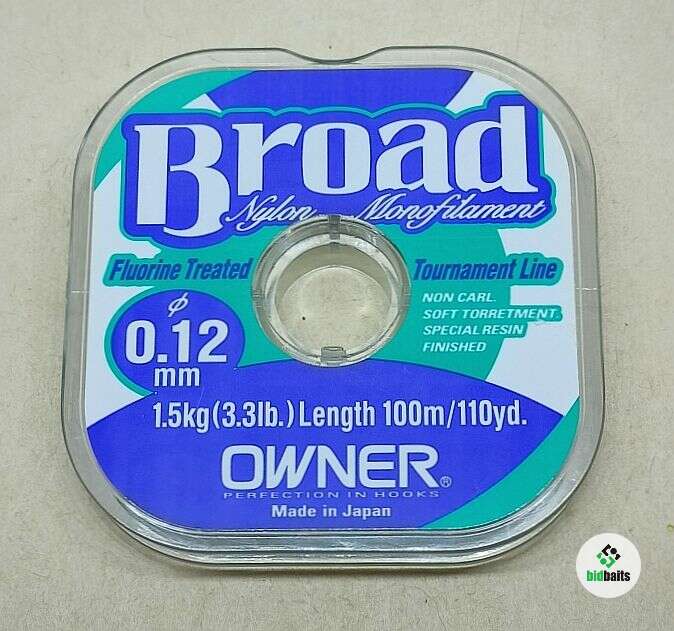 Broad
Nylon Monofilament
Fluorine Treated
Tournament Line
NON CARL.
SOFT TORRETMENT.
SPECIAL RESIN
FINISHED
φ
0.12
mm
1.5kg(3.3lb.) Length 100m/110yd.
OWNER®
PERFECTION IN HOOKS
Made in Japan
bidbaits